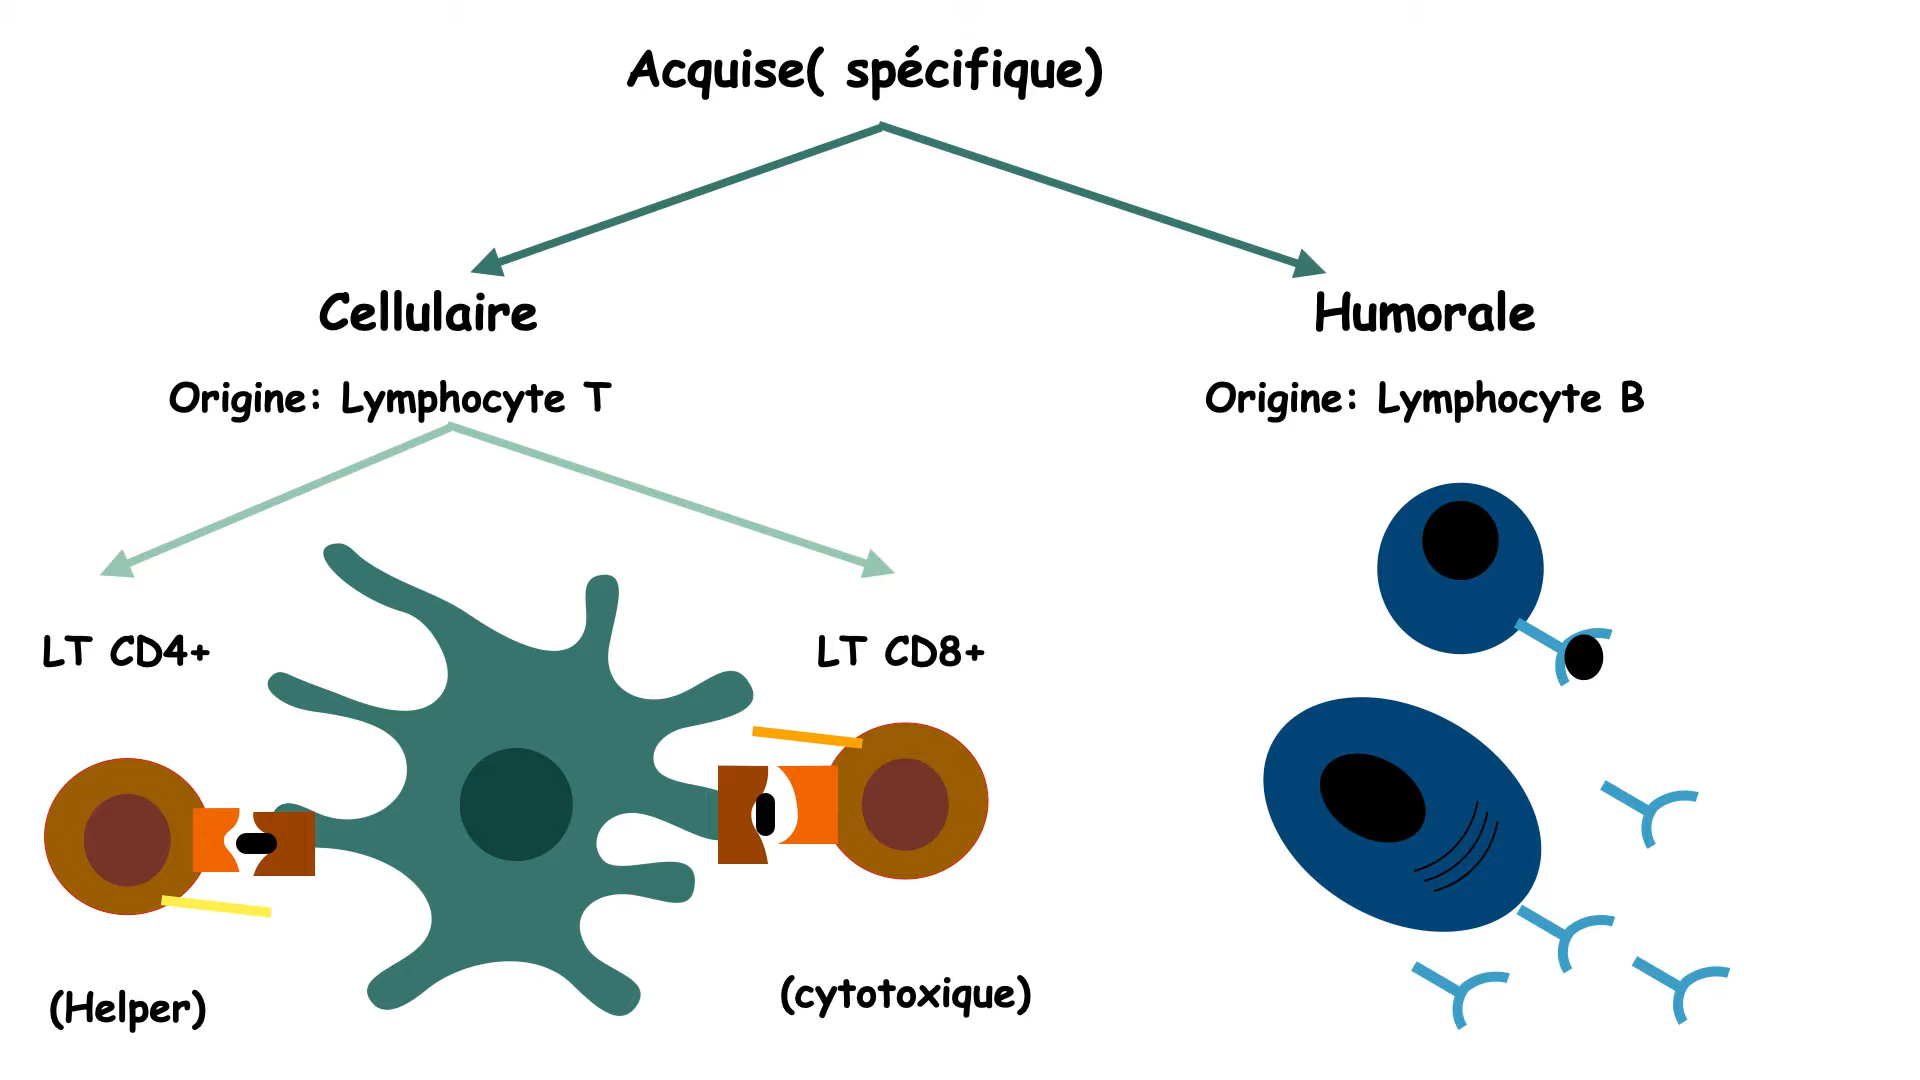 Acquise( spécifique)
Cellulaire
Humorale
Origine: Lymphocyte T
Origine: Lymphocyte B
LT CD4+
LT CD8+
(Helper)
(cytotoxique)